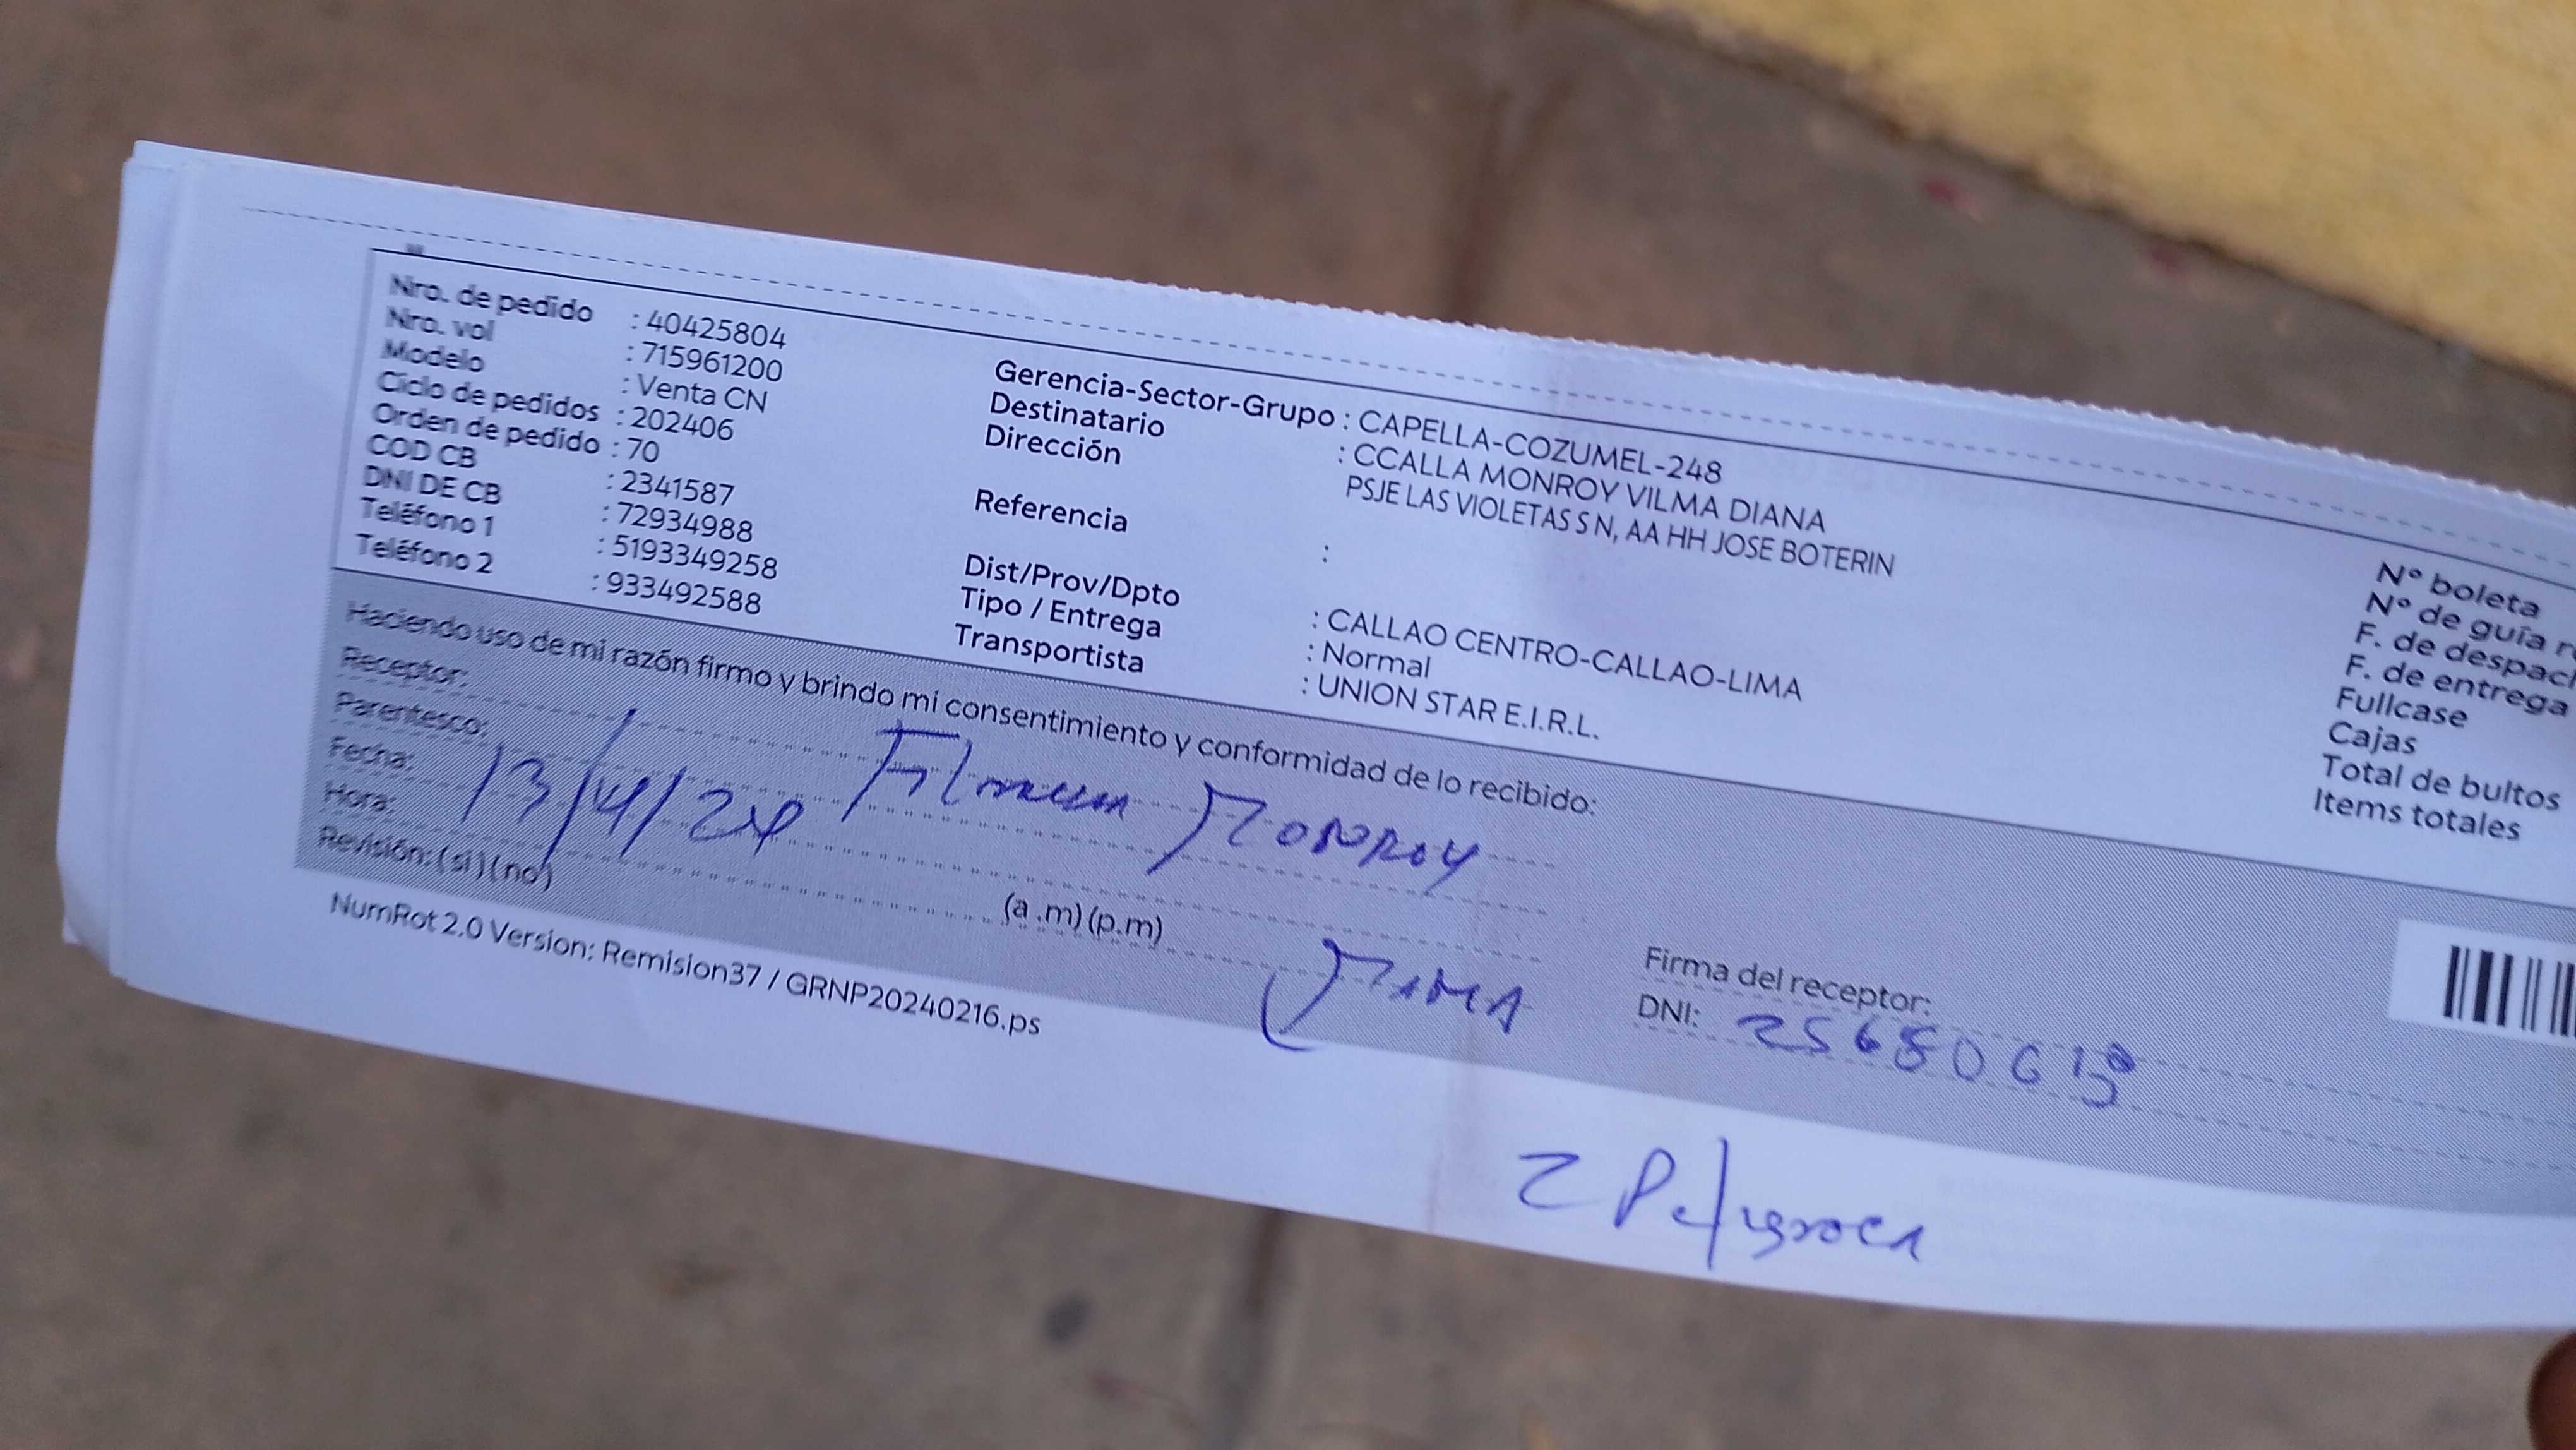 Nro. de pedido : 40425804
Nro. vol : 715961200
Modelo : Venta CN
Ciclo de pedidos : 202406
Orden de pedido : 70
COD CB : 2341587
DNI DE CB : 72934988
Teléfono 1 : 5193349258
Teléfono 2 : 933492588
Gerencia-Sector-Grupo : CAPELLA-COZUMEL-248
Destinatario : CCALLA MONROY VILMA DIANA
Dirección PSJE LAS VIOLETAS S N, AA HH JOSE BOTERIN
Referencia :
Dist/Prov/Dpto : CALLAO CENTRO-CALLAO-LIMA
Tipo / Entrega : Normal
Transportista : UNION STAR E.I.R.L.
N° boleta
N° de guía
F. de
F. de entrega
Fullcase
Cajas
Total de bultos
Items totales
Haciendo uso de mi razón firmo y brindo mi consentimiento y conformidad de lo recibido:
Receptor:
Parentesco: MONROY
Fecha: 13/4/24
Hora: (a .m) (p.m)
Revisión: (si) (no)
MAMA
Firma del receptor:
DNI:
NumRot 2.0 Version: Remision37 / GRNP20240216.ps
2